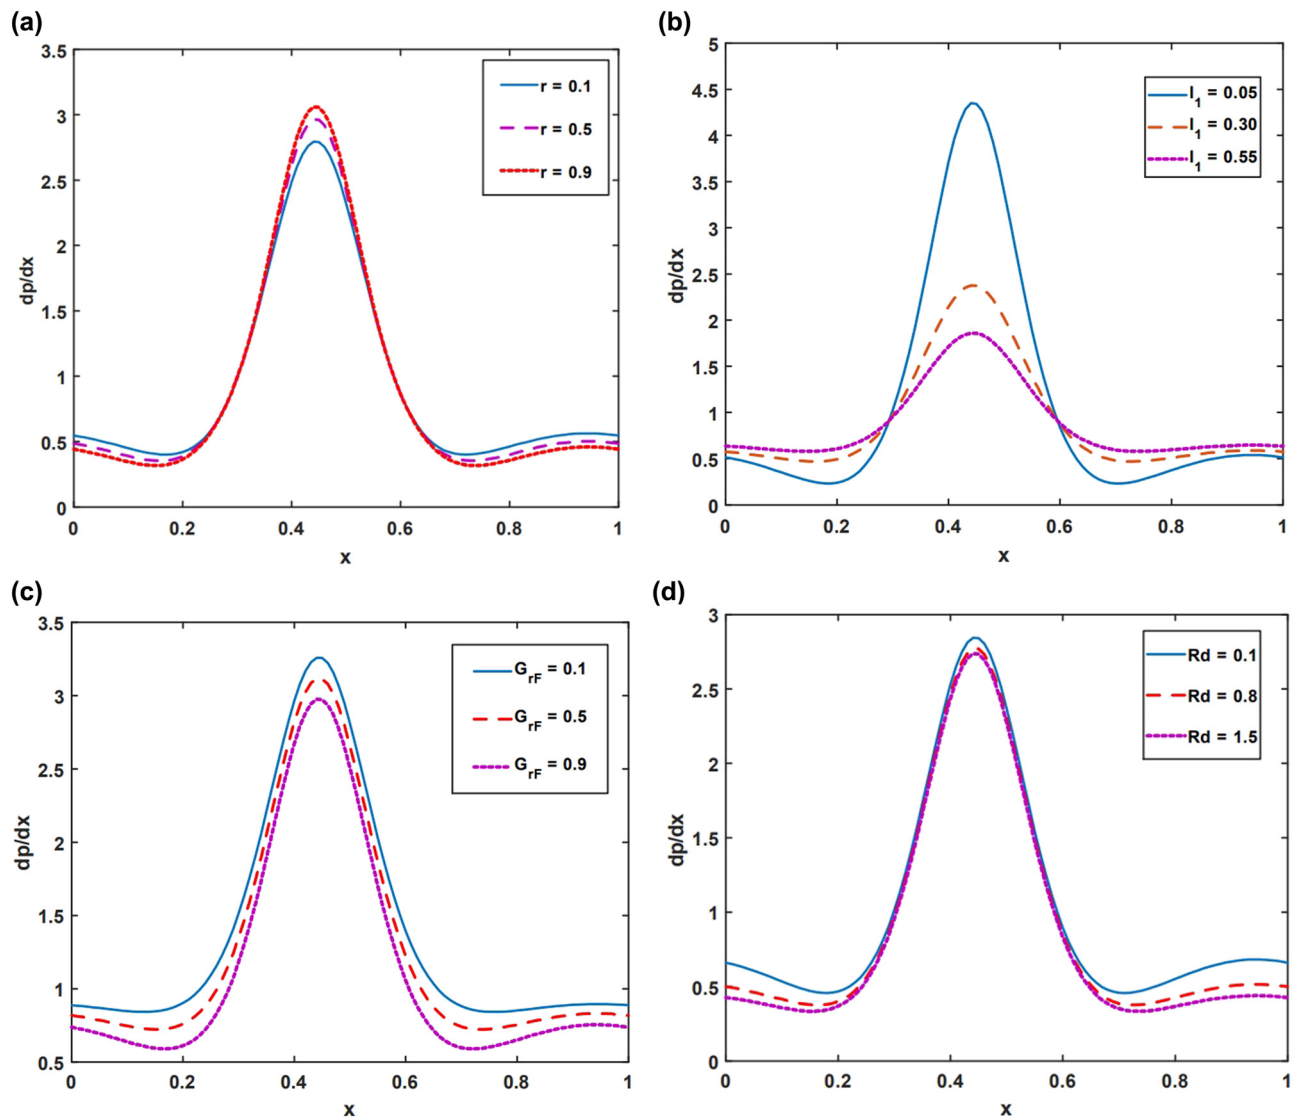 (a)
3.5
3
2.5
2
1.5
1
0.5
0
0 0.2 0.4 0.6 0.8 1
dp/dx
x
r = 0.1
r = 0.5
r = 0.9
(b)
5
4.5
4
3.5
3
2.5
2
1.5
1
0.5
0
0 0.2 0.4 0.6 0.8 1
dp/dx
x
l₁ = 0.05
l₁ = 0.30
l₁ = 0.55
(c)
3.5
3
2.5
2
1.5
1
0.5
0 0.2 0.4 0.6 0.8 1
dp/dx
x
GrF = 0.1
GrF = 0.5
GrF = 0.9
(d)
3
2.5
2
1.5
1
0.5
0
0 0.2 0.4 0.6 0.8 1
dp/dx
x
Rd = 0.1
Rd = 0.8
Rd = 1.5